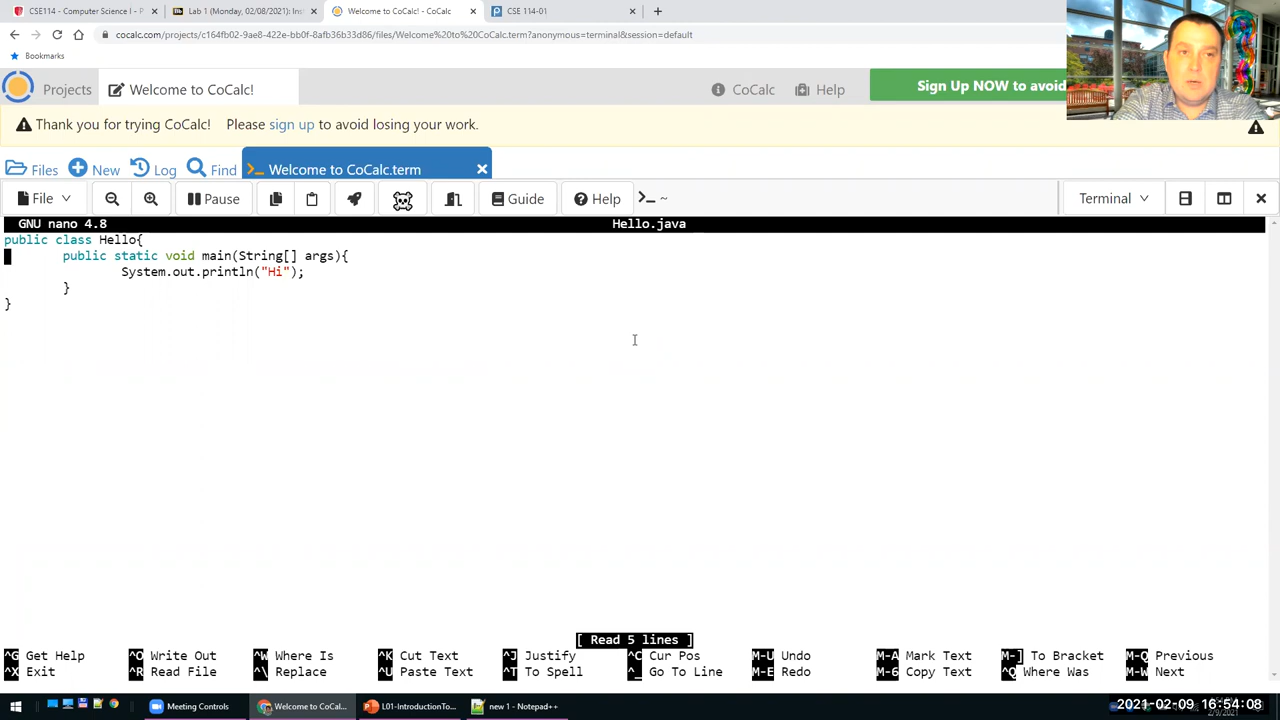 CSE114 - Computer Science I - P
Lab 1 (Monday, 02/08/2021): Ins
Welcome to CoCalc! - CoCalc
CSE 114-01
cocalc.com/projects/c164fb02-9ae8-422e-bb0f-8afb36b33d86/files/Welcome%20to%20CoCalc.term?anonymous=terminal&session=default
Bookmarks
Projects
Welcome to CoCalc!
CoCalc
Help
Sign Up NOW to avoid
Thank you for trying CoCalc! Please sign up to avoid losing your work.
Files
New
Log
Find
Welcome to CoCalc.term
File
Pause
Guide
Help
>_ ~
Terminal
GNU nano 4.8
Hello.java
public class Hello{
public static void main(String[] args){
System.out.println("Hi");
}
}
[ Read 5 lines ]
^G Get Help ^O Write Out ^W Where Is ^K Cut Text ^J Justify ^C Cur Pos M-U Undo M-A Mark Text M-] To Bracket M-Q Previous
^X Exit ^R Read File ^\ Replace ^U Paste Text ^T To Spell ^_ Go To Line M-E Redo M-6 Copy Text ^Q Where Was M-W Next
Meeting Controls
Welcome to CoCal...
L01-IntroductionTo...
new 1 - Notepad++
2021-02-09 16:54:08